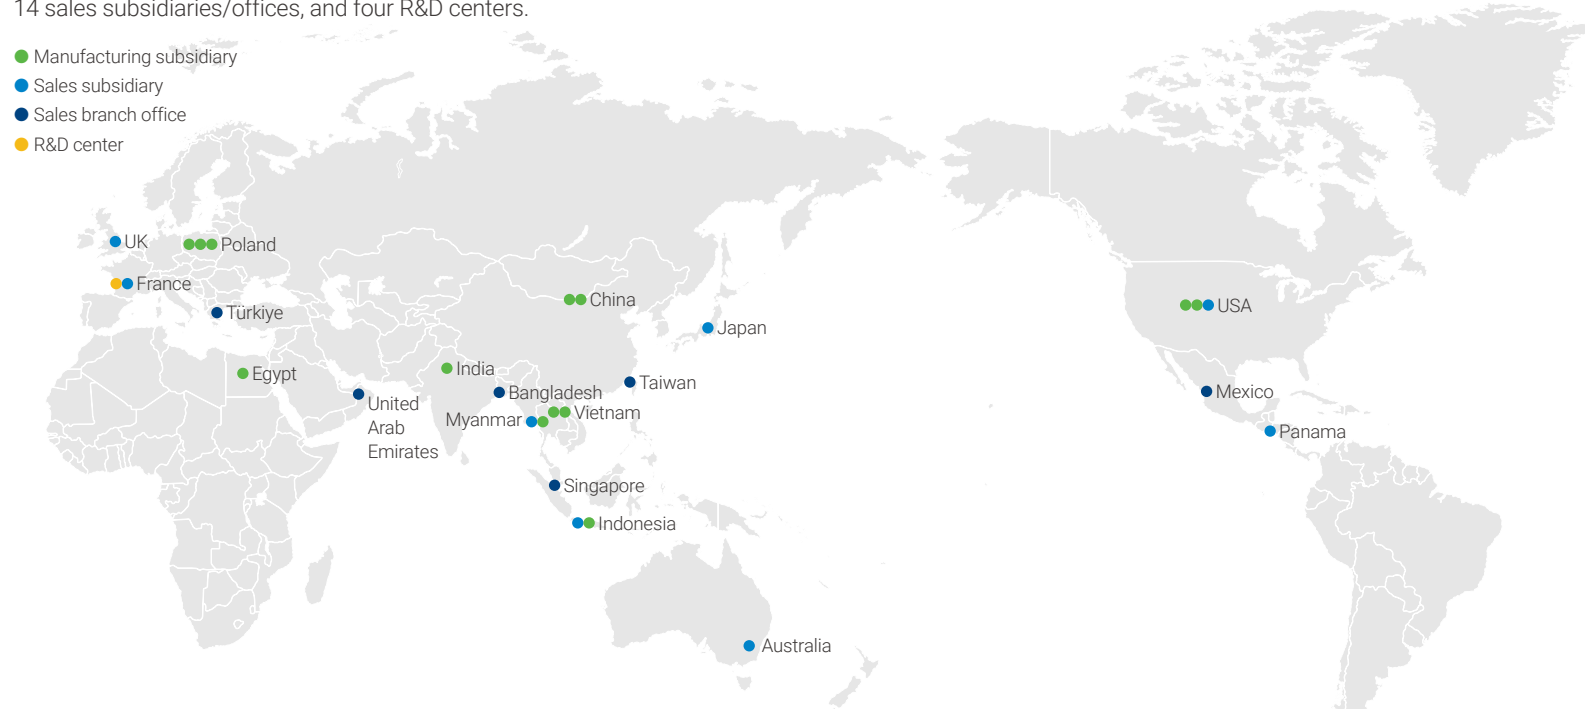 14 sales subsidiaries/offices, and four R&D centers.
Manufacturing subsidiary
Sales subsidiary
Sales branch office
R&D center
UK
Poland
France
Türkiye
China
Japan
USA
Egypt
India
Taiwan
Bangladesh
Mexico
United
Arab
Emirates
Vietnam
Myanmar
Panama
Singapore
Indonesia
Australia